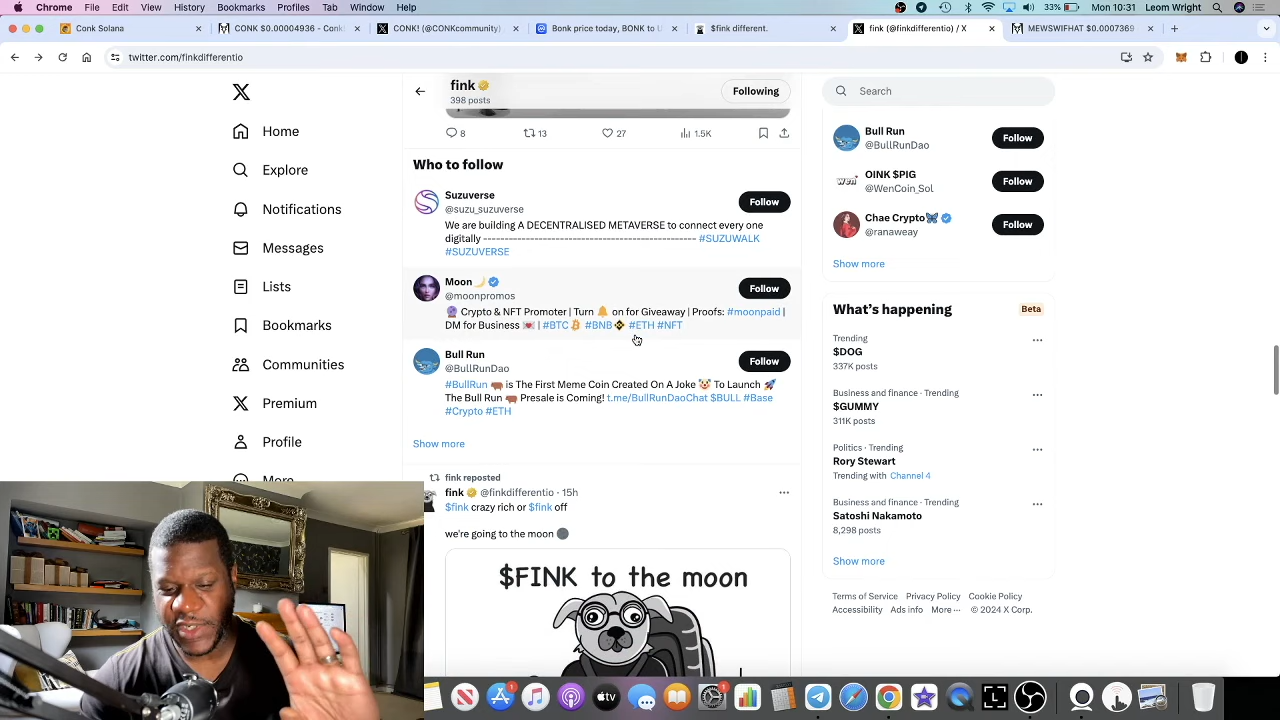 Chrome File Edit View History Bookmarks Profiles Tab Window Help
33% Mon 10:31 Leom Wright
Conk Solana
CONK $0.00004936 - Conk
CONK! (@CONKcommunity)
Bonk price today, BONK to U
$fink different.
fink (@finkdifferentio) / X
MEWSWIFHAT $0.0007369
twitter.com/finkdifferentio
fink
398 posts
Following
Search
Home
Explore
Notifications
Messages
Lists
Bookmarks
Communities
Premium
Profile
More
8 13 27 1.5K
Who to follow
Suzuverse
@suzu_suzuverse
Follow
We are building A DECENTRALISED METAVERSE to connect every one
digitally ------------------------------------------------ #SUZUWALK
#SUZUVERSE
Moon
@moonpromos
Follow
Crypto & NFT Promoter | Turn on for Giveaway | Proofs: #moonpaid |
DM for Business | #BTC #BNB #ETH #NFT
Bull Run
@BullRunDao
Follow
#BullRun is The First Meme Coin Created On A Joke To Launch
The Bull Run Presale is Coming! t.me/BullRunDaoChat $BULL #Base
#Crypto #ETH
Show more
fink reposted
fink @finkdifferentio · 15h
$fink crazy rich or $fink off
we're going to the moon
$FINK to the moon
Bull Run
@BullRunDao
Follow
OINK $PIG
@WenCoin_Sol
Follow
Chae Crypto
@ranaweay
Follow
Show more
What's happening
Beta
Trending
$DOG
337K posts
Business and finance · Trending
$GUMMY
311K posts
Politics · Trending
Rory Stewart
Trending with Channel 4
Business and finance · Trending
Satoshi Nakamoto
8,298 posts
Show more
Terms of Service Privacy Policy Cookie Policy
Accessibility Ads info More ··· © 2024 X Corp.